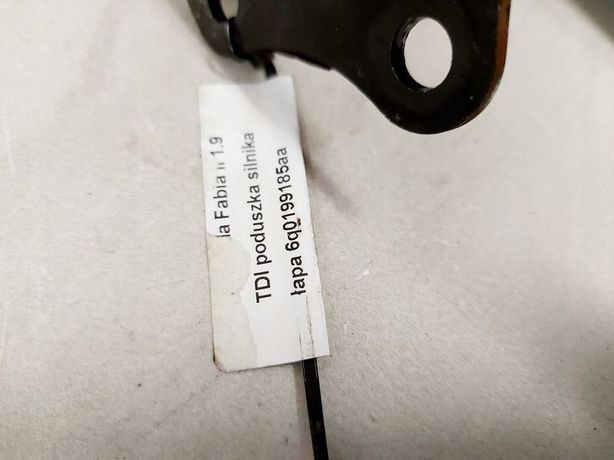 la Fabia II 1.9
TDI poduszka silnika
łapa 6q0199185aa